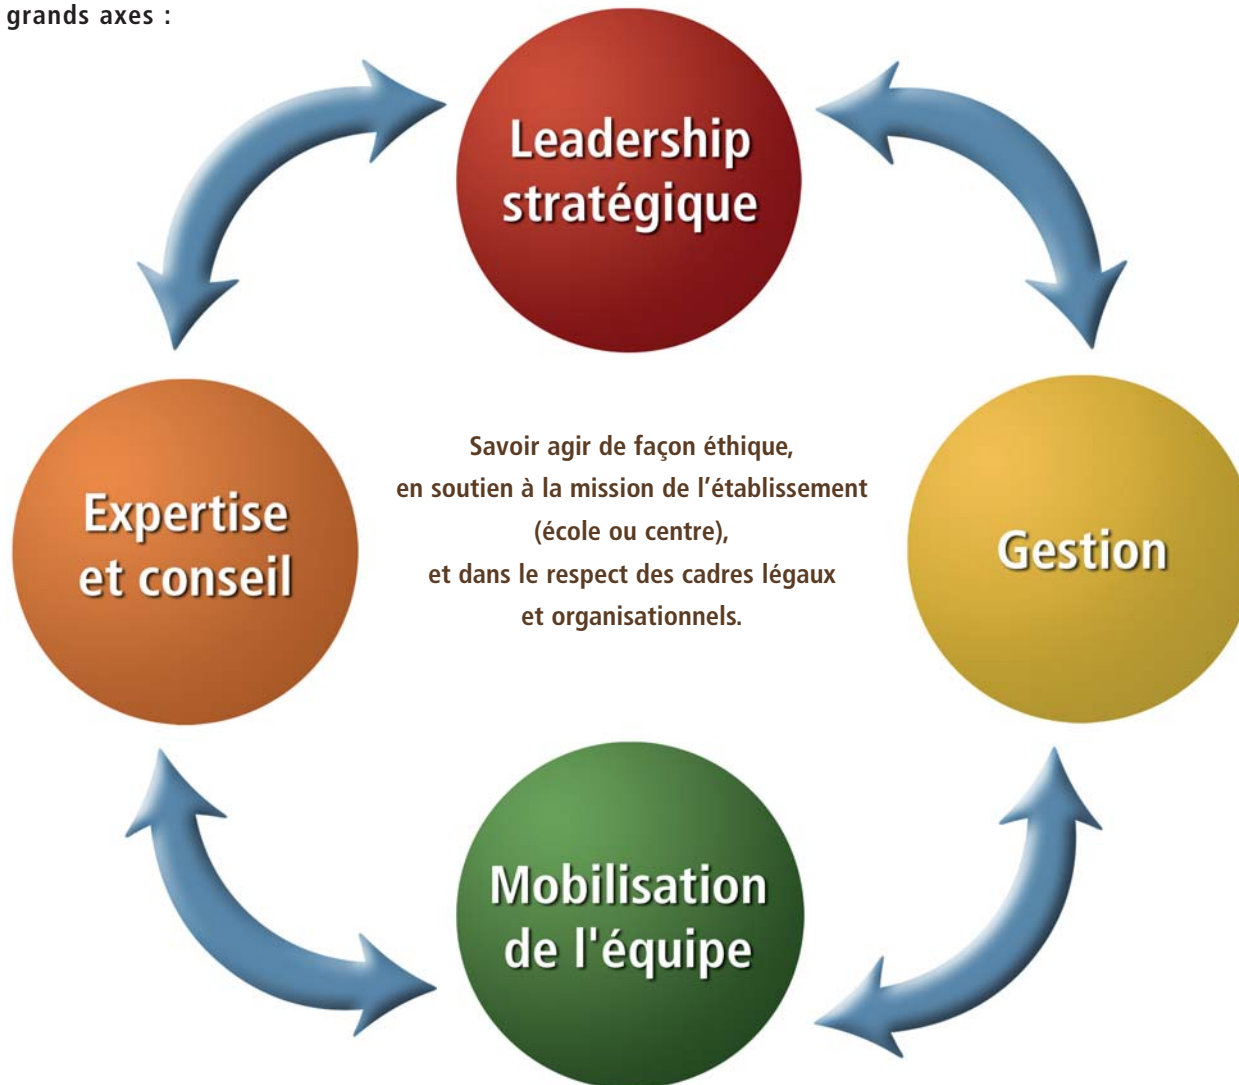 grands axes :
Leadership
stratégique
Expertise
et conseil
Savoir agir de façon éthique,
en soutien à la mission de l’établissement
(école ou centre),
et dans le respect des cadres légaux
et organisationnels.
Gestion
Mobilisation
de l'équipe